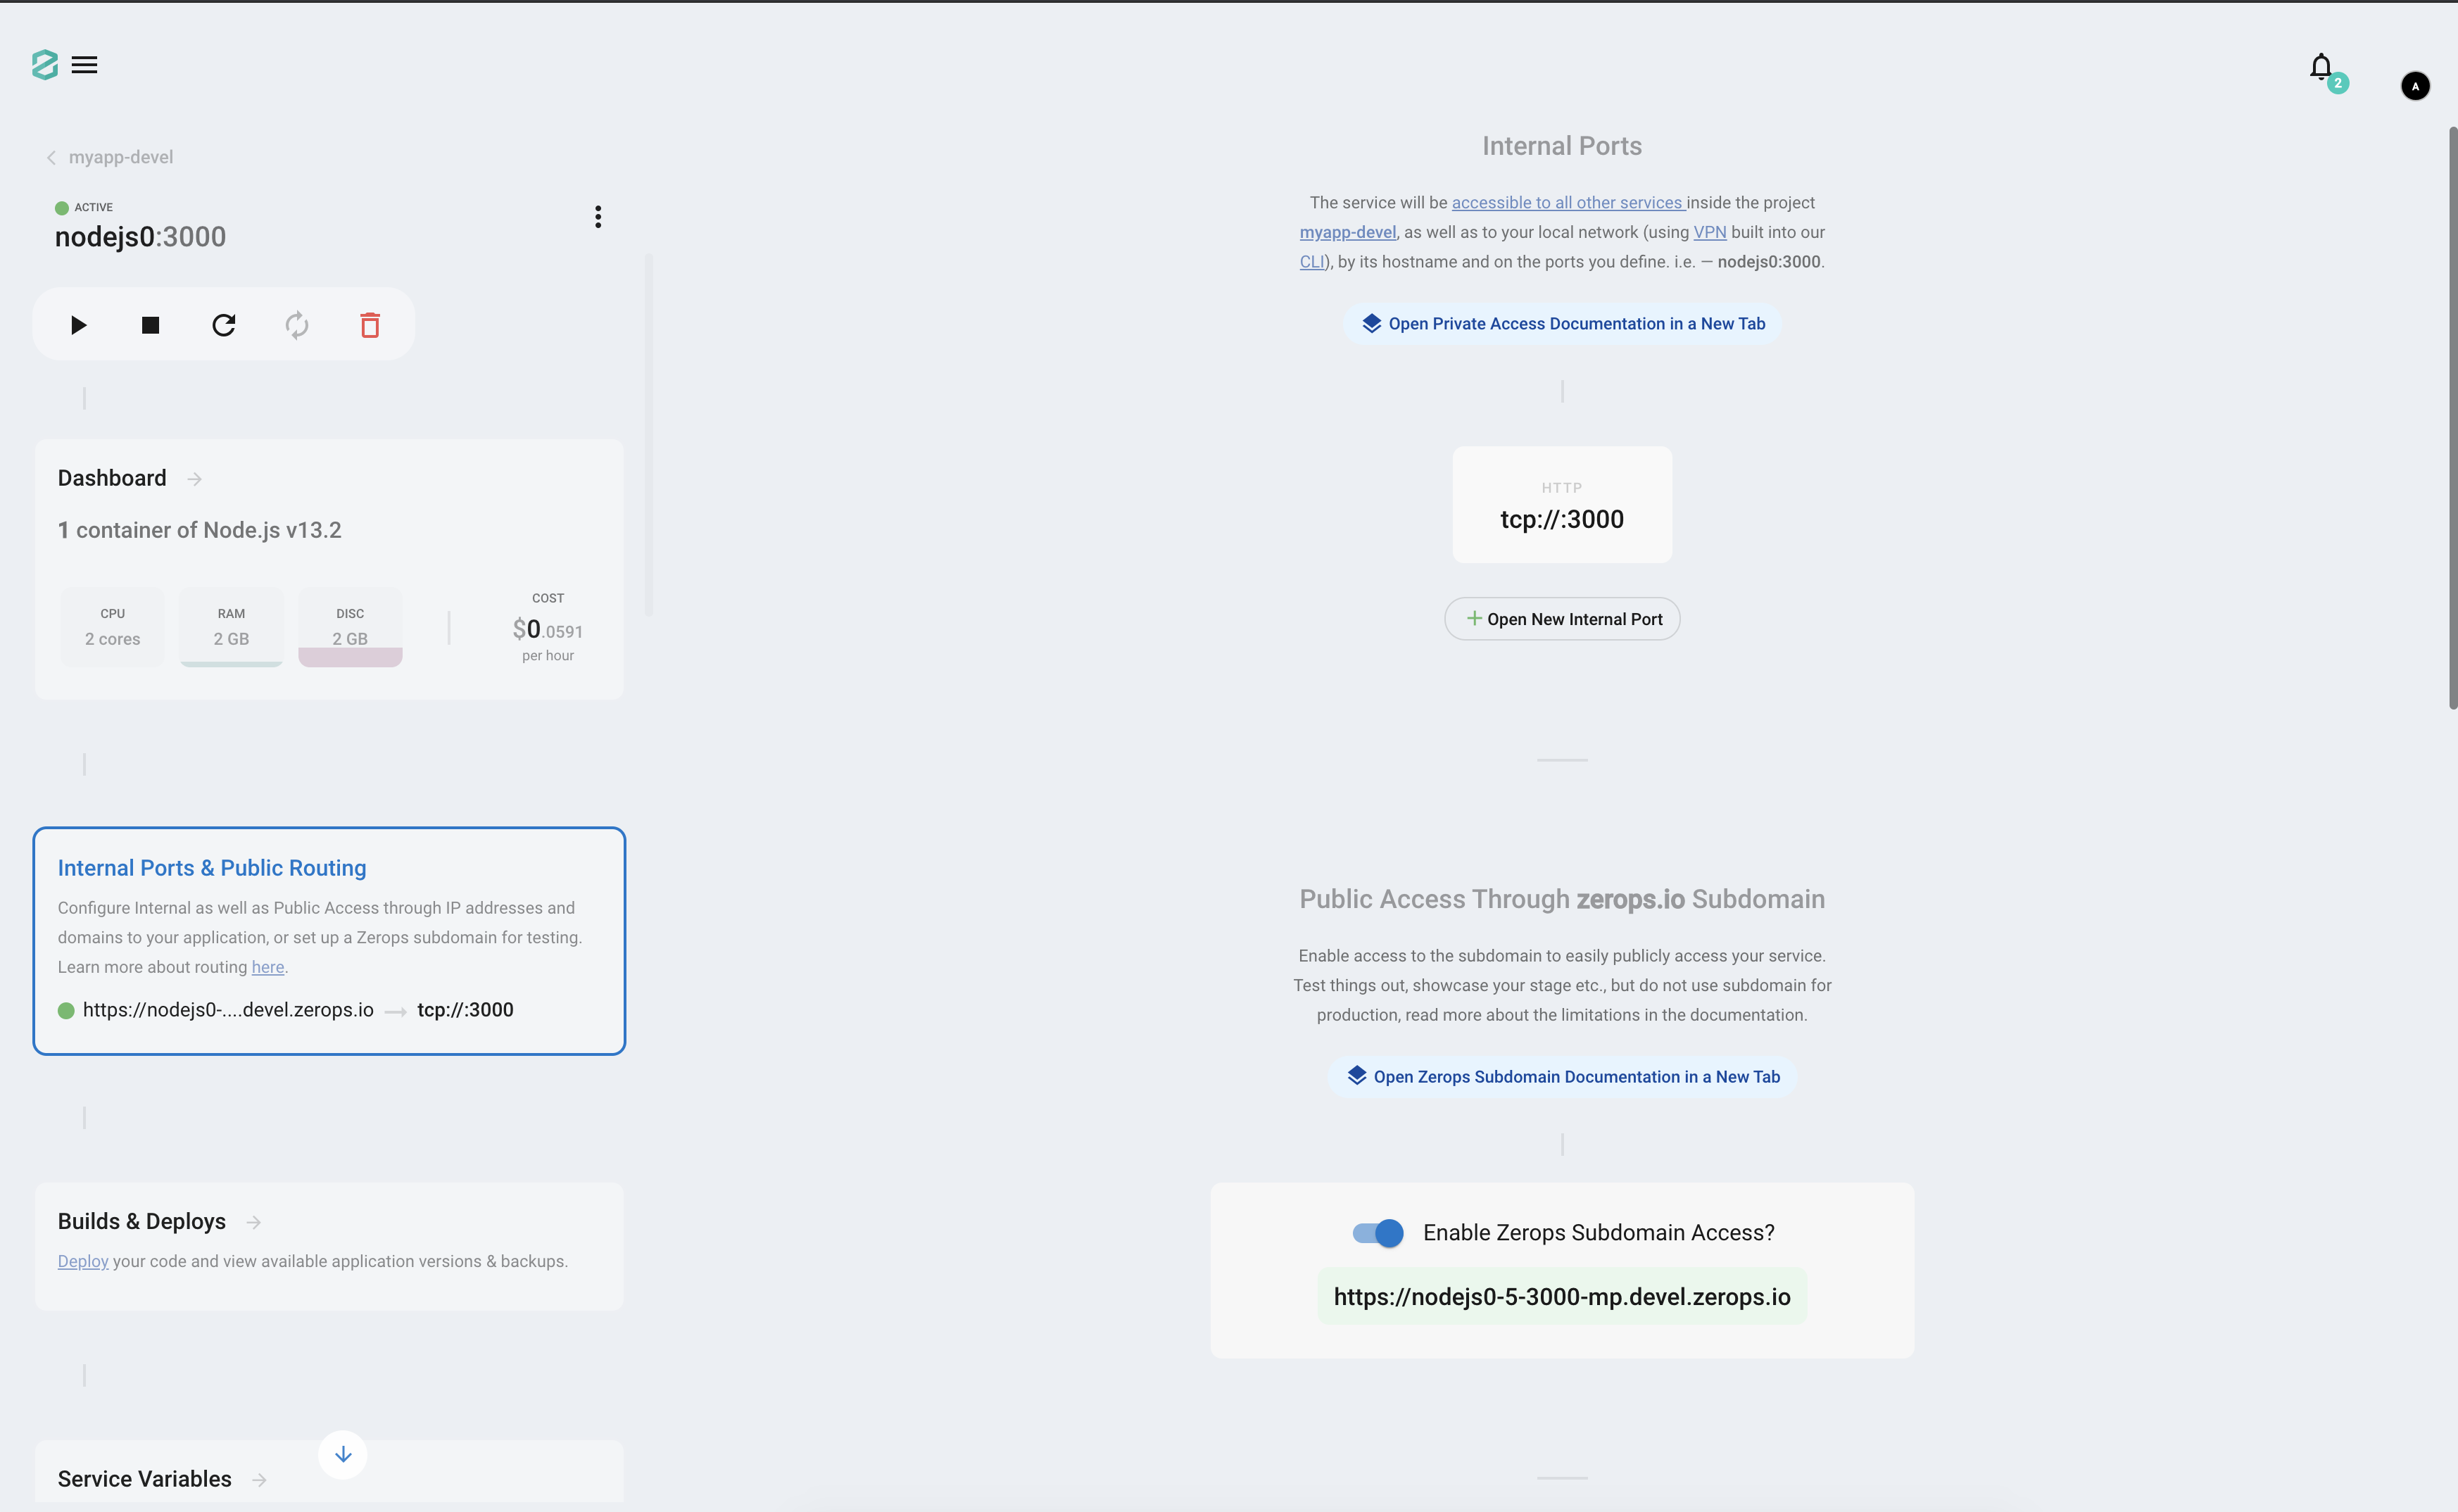 2
A
myapp-devel
ACTIVE
nodejs0:3000
Dashboard
1 container of Node.js v13.2
CPU
2 cores
RAM
2 GB
DISC
2 GB
COST
$0.0591
per hour
Internal Ports & Public Routing
Configure Internal as well as Public Access through IP addresses and
domains to your application, or set up a Zerops subdomain for testing.
Learn more about routing here.
https://nodejs0-....devel.zerops.io → tcp://:3000
Builds & Deploys
Deploy your code and view available application versions & backups.
Service Variables
Internal Ports
The service will be accessible to all other services inside the project
myapp-devel, as well as to your local network (using VPN built into our
CLI), by its hostname and on the ports you define. i.e. — nodejs0:3000.
Open Private Access Documentation in a New Tab
HTTP
tcp://:3000
+ Open New Internal Port
Public Access Through zerops.io Subdomain
Enable access to the subdomain to easily publicly access your service.
Test things out, showcase your stage etc., but do not use subdomain for
production, read more about the limitations in the documentation.
Open Zerops Subdomain Documentation in a New Tab
Enable Zerops Subdomain Access?
https://nodejs0-5-3000-mp.devel.zerops.io